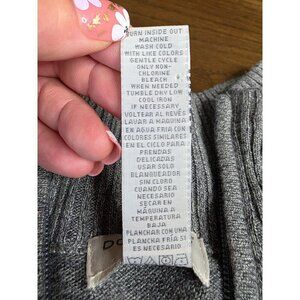 TURN INSIDE OUT
MACHINE
WASH COLD
WITH LIKE COLORS
GENTLE CYCLE
ONLY NON-
CHLORINE
BLEACH
WHEN NEEDED
TUMBLE DRY LOW
COOL IRON
IF NECESSARY
VOLTEAR AL REVÉS
LAVAR A MAQUINA
EN AGUA FRIA CON
COLORES SIMILARES
EN EL CICLO PARA
PRENDAS
DELICADAS
USAR SOLO
BLANQUEADOR
SIN CLORO
CUANDO SEA
NECESARIO
SECAR EN
MÁQUINA A
TEMPERATURA
BAJA
PLANCHAR CON UNA
PLANCHA FRÍA SI
ES NECESARIO